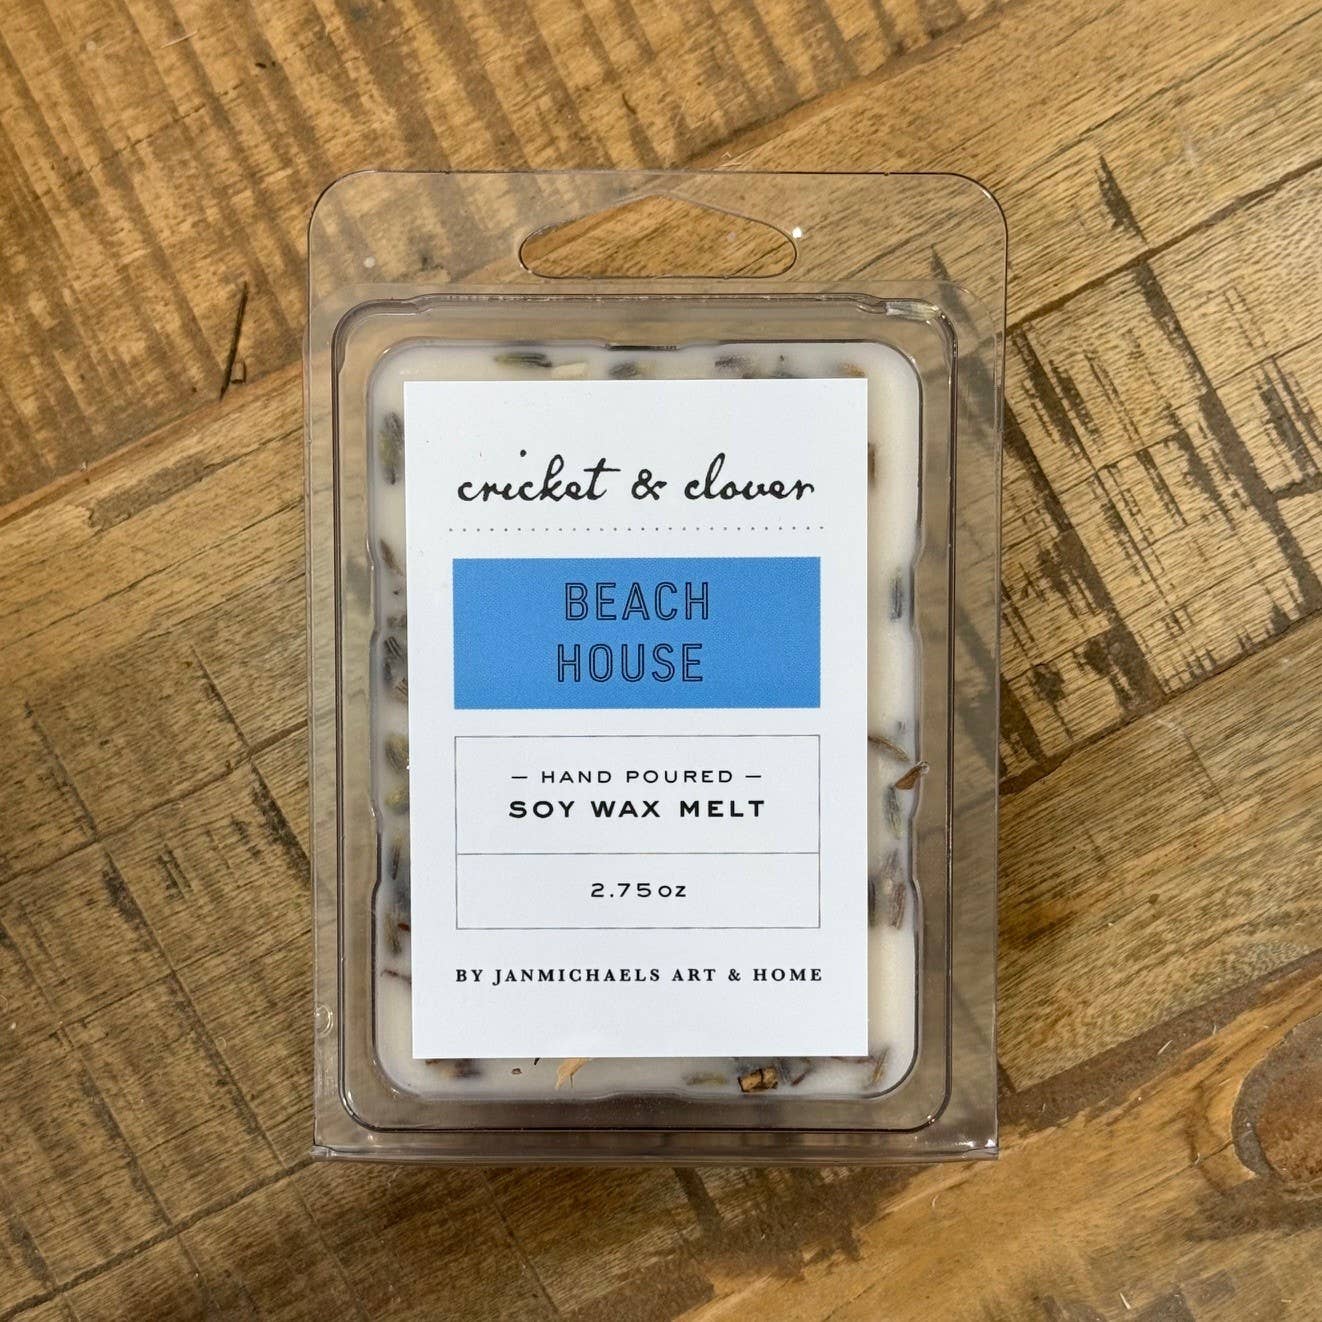 cricket & clover
BEACH
HOUSE
— HAND POURED —
SOY WAX MELT
2.75oz
BY JANMICHAELS ART & HOME